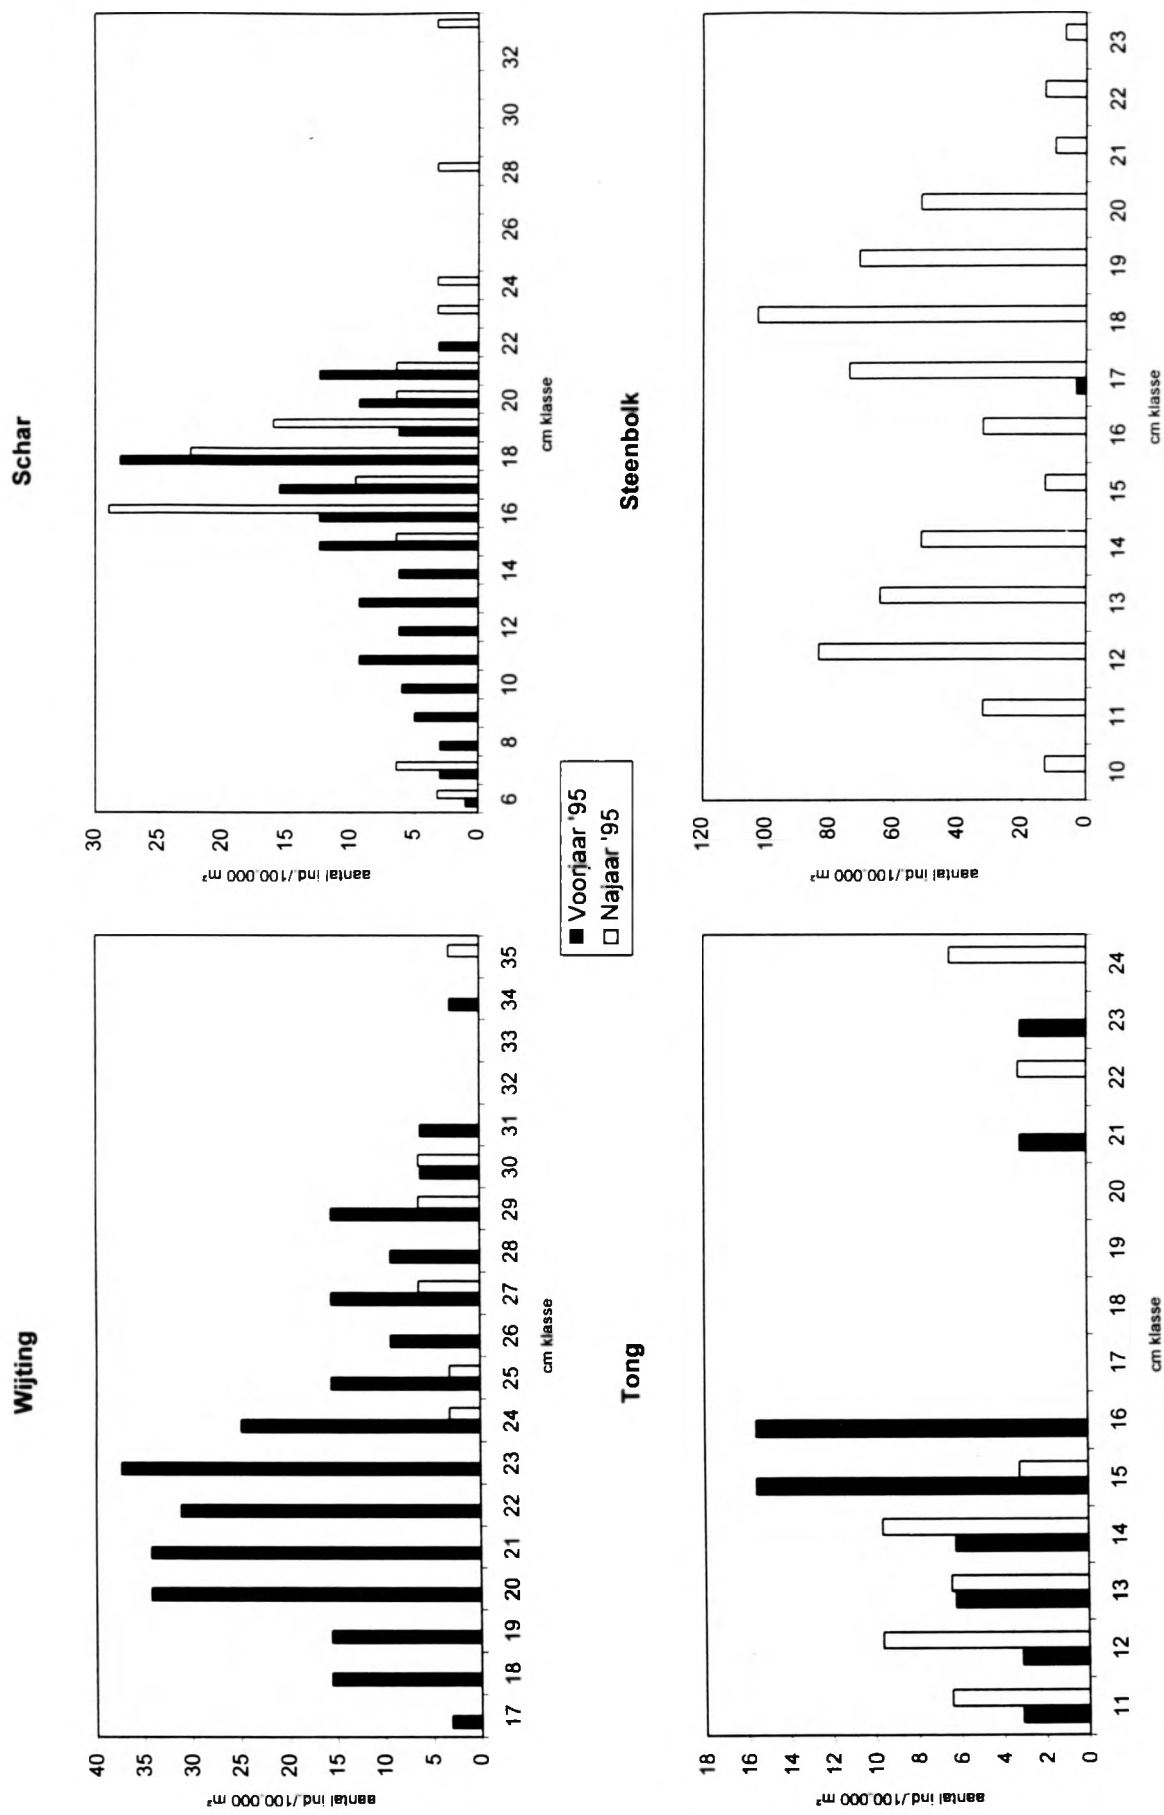 Wijting
aantal ind./100.000 m²
40
35
30
25
20
15
10
5
0
17 18 19 20 21 22 23 24 25 26 27 28 29 30 31 32 33 34 35
cm klasse
Schar
aantal ind./100.000 m²
30
25
20
15
10
5
0
6 8 10 12 14 16 18 20 22 24 26 28 30 32
cm klasse
Voorjaar '95
Najaar '95
Tong
aantal ind./100.000 m²
18
16
14
12
10
8
6
4
2
0
11 12 13 14 15 16 17 18 19 20 21 22 23 24
cm klasse
Steenbolk
aantal ind./100.000 m²
120
100
80
60
40
20
0
10 11 12 13 14 15 16 17 18 19 20 21 22 23
cm klasse